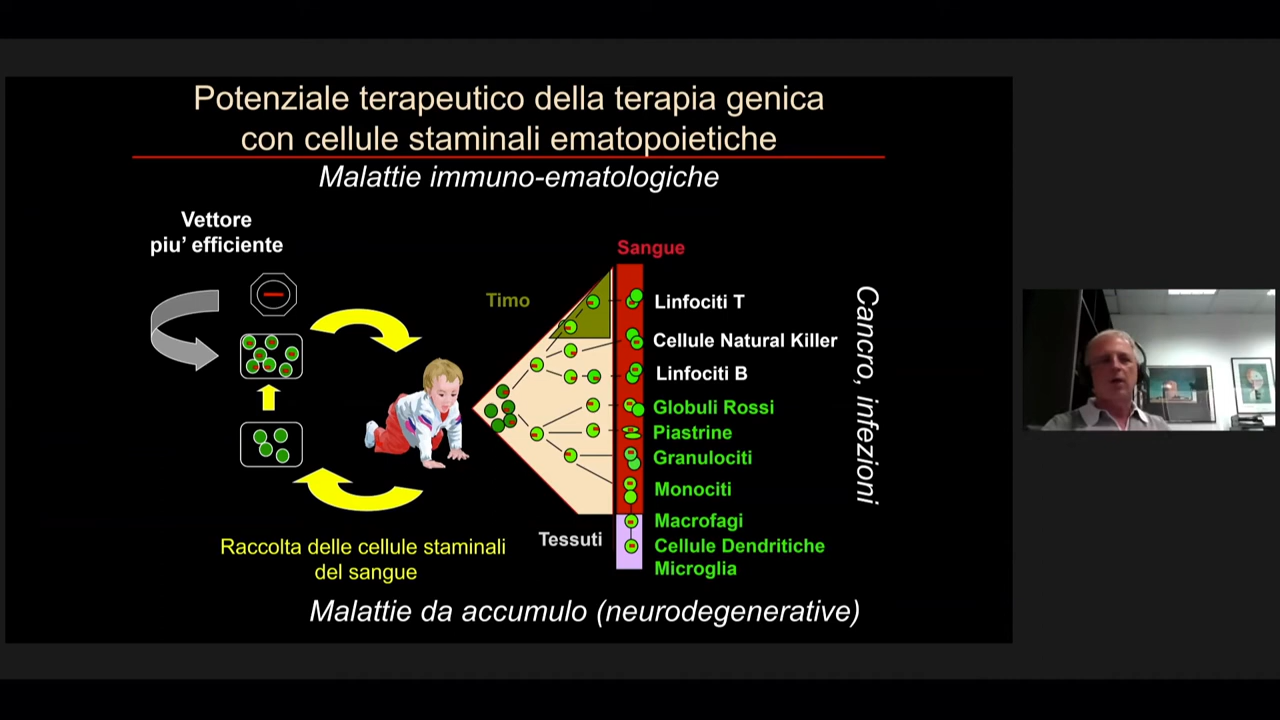 Potenziale terapeutico della terapia genica
con cellule staminali ematopoietiche
Malattie immuno-ematologiche
Vettore
piu’ efficiente
Sangue
Timo
Linfociti T
Cellule Natural Killer
Linfociti B
Globuli Rossi
Piastrine
Granulociti
Monociti
Macrofagi
Cellule Dendritiche
Microglia
Tessuti
Cancro, infezioni
Raccolta delle cellule staminali
del sangue
Malattie da accumulo (neurodegenerative)